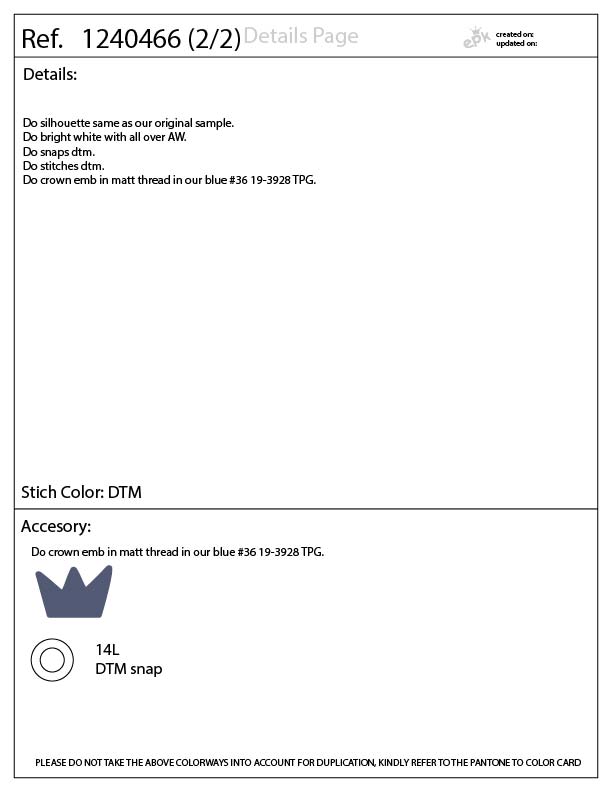 Ref. 1240466 (2/2) Details Page
epk
created on:
updated on:
Details:
Do silhouette same as our original sample.
Do bright white with all over AW.
Do snaps dtm.
Do stitches dtm.
Do crown emb in matt thread in our blue #36 19-3928 TPG.
Stich Color: DTM
Accesory:
Do crown emb in matt thread in our blue #36 19-3928 TPG.
14L
DTM snap
PLEASE DO NOT TAKE THE ABOVE COLORWAYS INTO ACCOUNT FOR DUPLICATION, KINDLY REFER TO THE PANTONE TO COLOR CARD